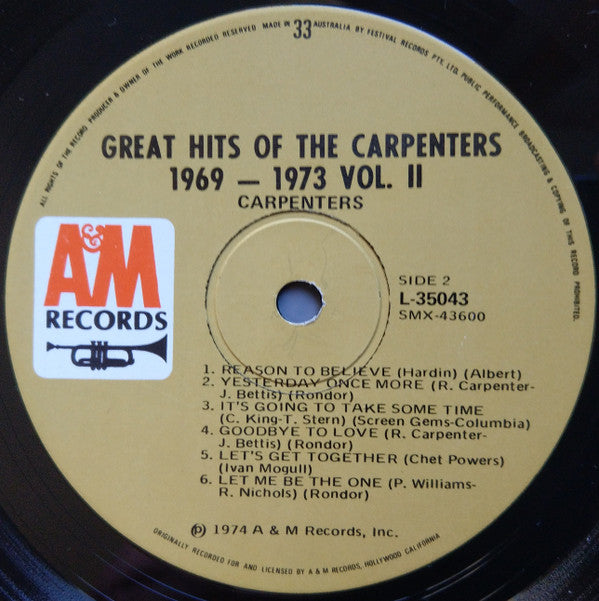 ALL RIGHTS OF THE RECORD PRODUCER & OWNER OF THE WORK RECORDED RESERVED MADE IN 33 AUSTRALIA BY FESTIVAL RECORDS PTY. LTD. PUBLIC PERFORMANCE BROADCASTING & COPYING OF THIS RECORD PROHIBITED.
GREAT HITS OF THE CARPENTERS
1969 — 1973 VOL. II
CARPENTERS
A&M
RECORDS
SIDE 2
L-35043
SMX-43600
1. REASON TO BELIEVE (Hardin) (Albert)
2. YESTERDAY ONCE MORE (R. Carpenter-
J. Bettis) (Rondor)
3. IT'S GOING TO TAKE SOME TIME
(C. King-T. Stern) (Screen Gems-Columbia)
4. GOODBYE TO LOVE (R. Carpenter-
J. Bettis) (Rondor)
5. LET'S GET TOGETHER (Chet Powers)
(Ivan Mogull)
6. LET ME BE THE ONE (P. Williams-
R. Nichols) (Rondor)
℗ 1974 A & M Records, Inc.
ORIGINALLY RECORDED FOR AND LICENSED BY A & M RECORDS, HOLLYWOOD CALIFORNIA